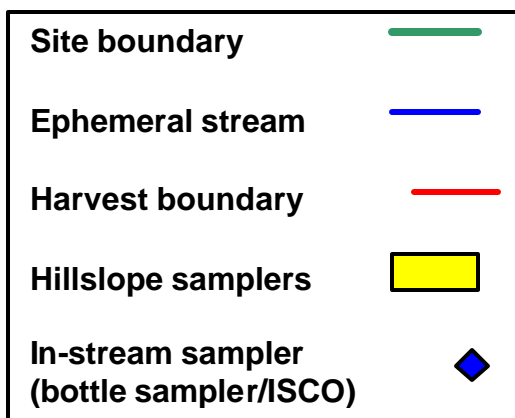 Site boundary
Ephemeral stream
Harvest boundary
Hillslope samplers
In-stream sampler
(bottle sampler/ISCO)